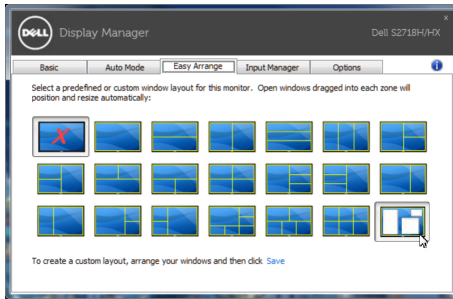 DELL Display Manager
Dell S2718H/HX
x
Basic Auto Mode Easy Arrange Input Manager Options i
Select a predefined or custom window layout for this monitor. Open windows dragged into each zone will
position and resize automatically:
X
To create a custom layout, arrange your windows and then click Save